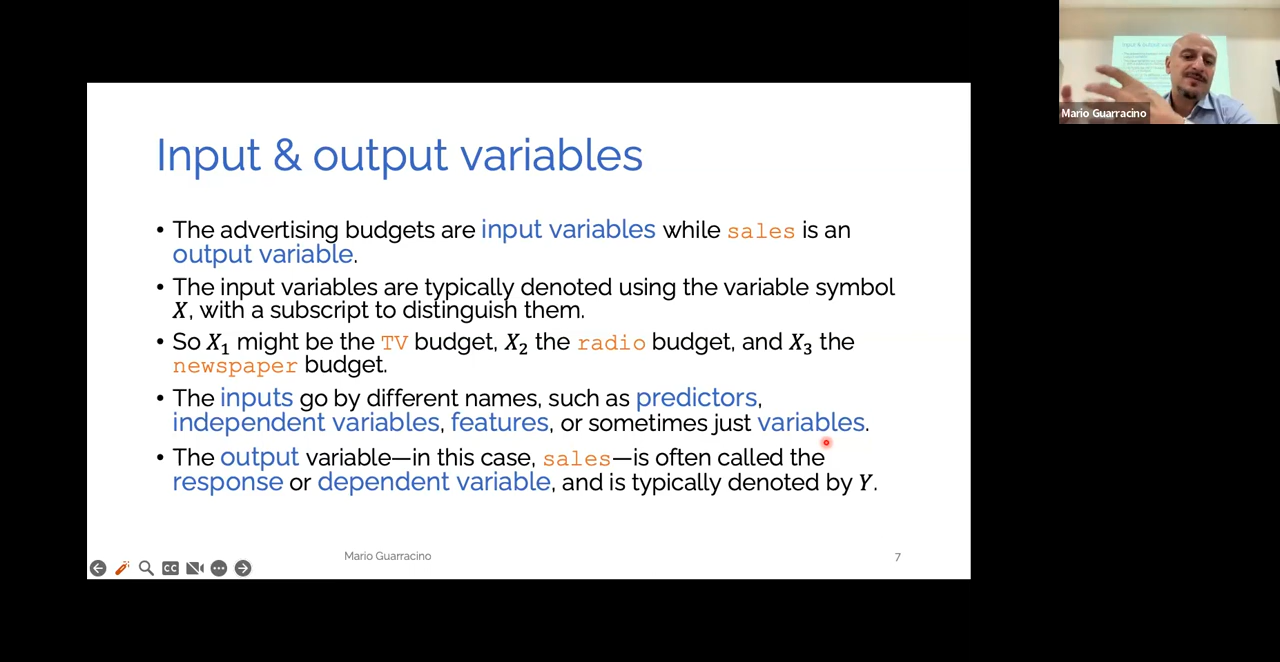 Input & output variables
• The advertising budgets are input variables while sales is an
output variable.
• The input variables are typically denoted using the variable symbol
X, with a subscript to distinguish them.
• So X₁ might be the TV budget, X₂ the radio budget, and X₃ the
newspaper budget.
• The inputs go by different names, such as predictors,
independent variables, features, or sometimes just variables.
• The output variable—in this case, sales—is often called the
response or dependent variable, and is typically denoted by Y.
Mario Guarracino
7
CC
Mario Guarracino